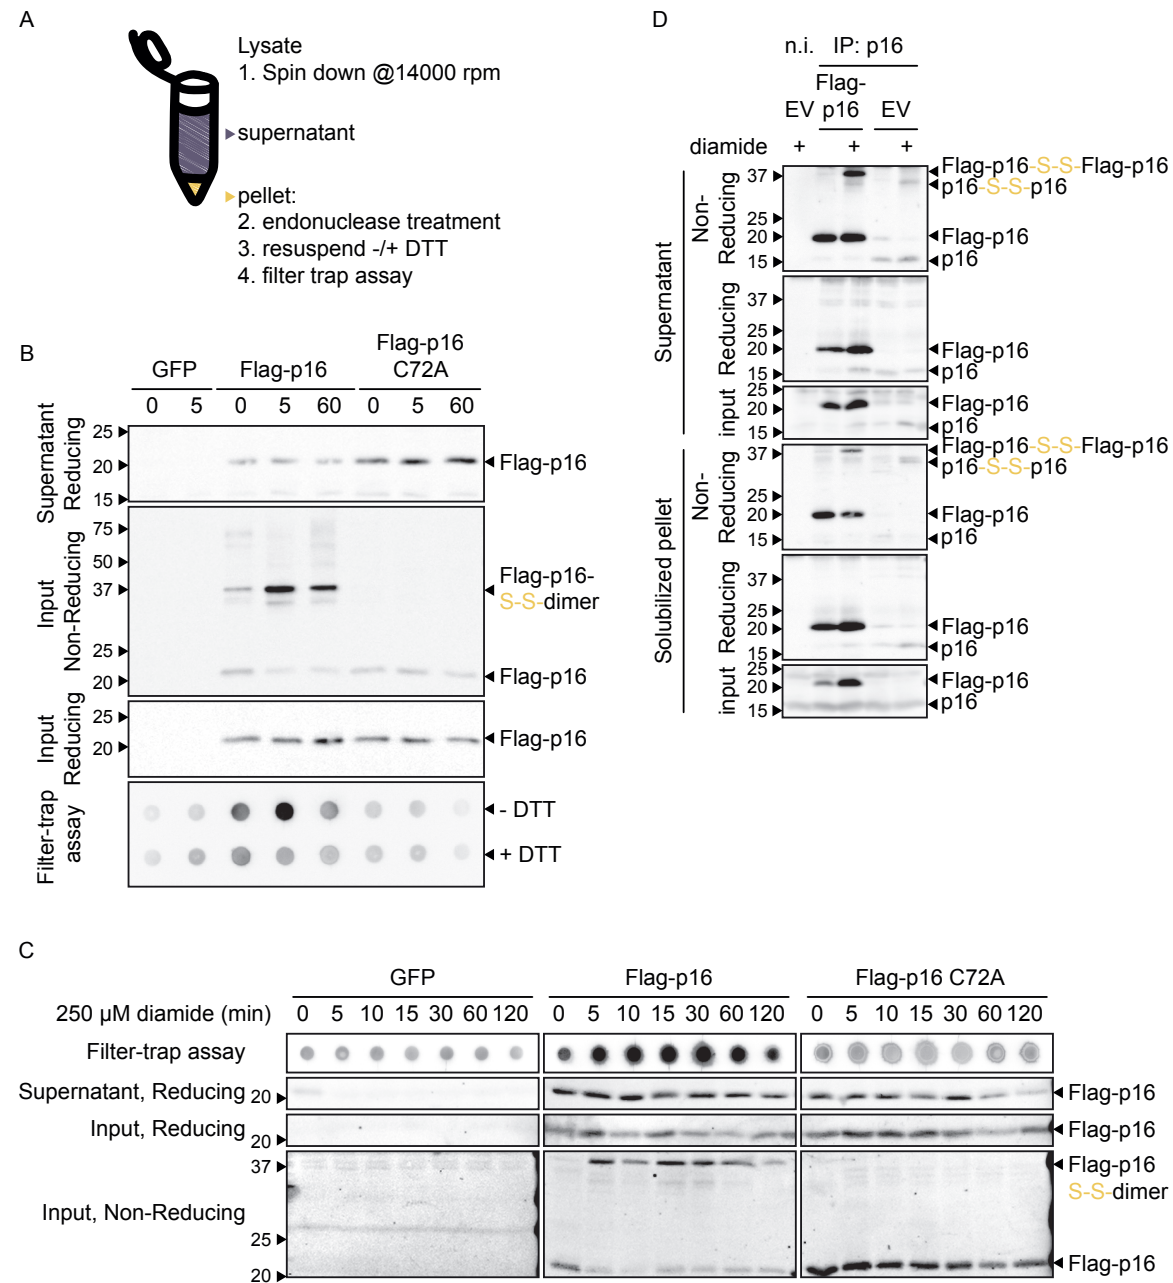 A
Lysate
1. Spin down @14000 rpm
supernatant
pellet:
2. endonuclease treatment
3. resuspend -/+ DTT
4. filter trap assay
B
GFP
Flag-p16
Flag-p16
C72A
0 5 0 5 60 0 5 60
Supernatant
Reducing
25
20
15
Flag-p16
Input
Non-Reducing
75
50
37
25
20
Flag-p16-
S-S-dimer
Flag-p16
Input
Reducing
25
20
Flag-p16
Filter-trap
assay
- DTT
+ DTT
C
GFP
Flag-p16
Flag-p16 C72A
250 µM diamide (min)
0 5 10 15 30 60 120
0 5 10 15 30 60 120
0 5 10 15 30 60 120
Filter-trap assay
Supernatant, Reducing
20
Flag-p16
Input, Reducing
20
Flag-p16
Input, Non-Reducing
37
25
20
Flag-p16
S-S-dimer
Flag-p16
D
n.i.
IP: p16
EV
Flag-
p16
EV
diamide + + +
Supernatant
Non-
Reducing
37
25
20
15
Flag-p16-S-S-Flag-p16
p16-S-S-p16
Flag-p16
p16
Reducing
37
25
20
15
Flag-p16
p16
input
25
20
15
Flag-p16
p16
Solubilized pellet
Non-
Reducing
37
25
20
15
Flag-p16-S-S-Flag-p16
p16-S-S-p16
Flag-p16
p16
Reducing
37
25
20
15
Flag-p16
p16
input
25
20
15
Flag-p16
p16